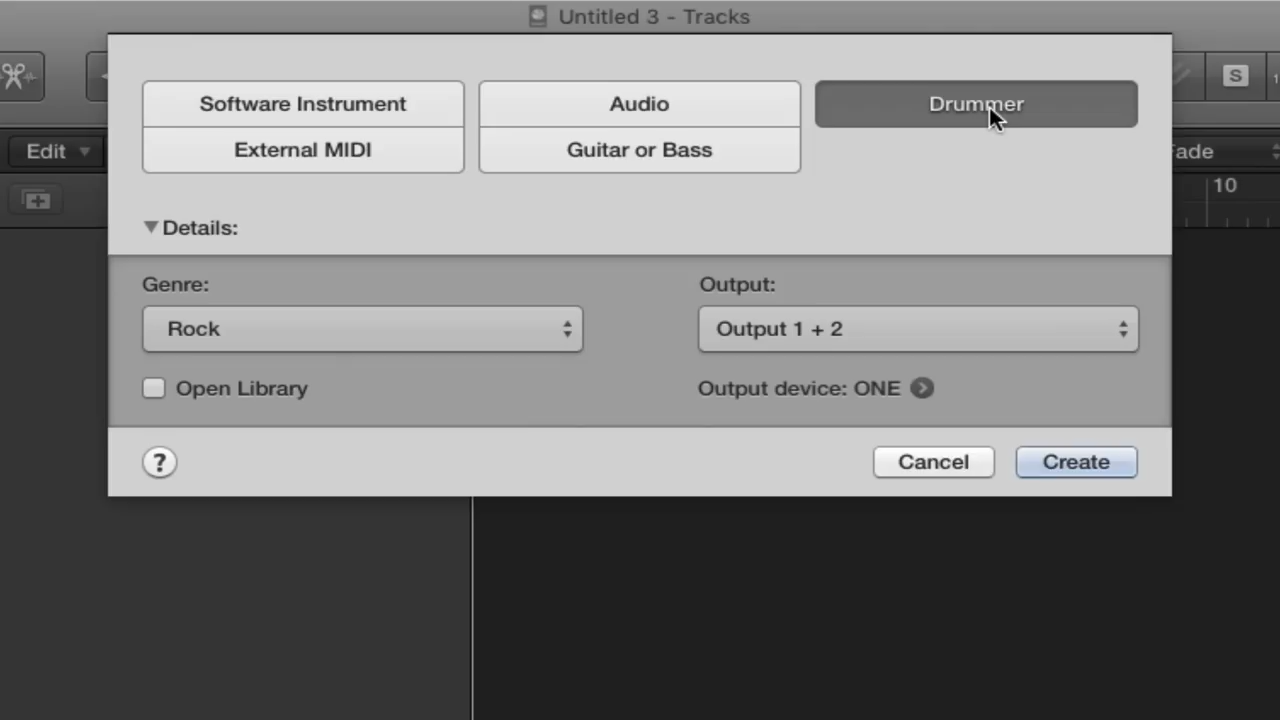 Untitled 3 - Tracks
S
Edit
Fade
10
Software Instrument
Audio
Drummer
External MIDI
Guitar or Bass
Details:
Genre:
Output:
Rock
Output 1 + 2
Open Library
Output device: ONE
?
Cancel
Create